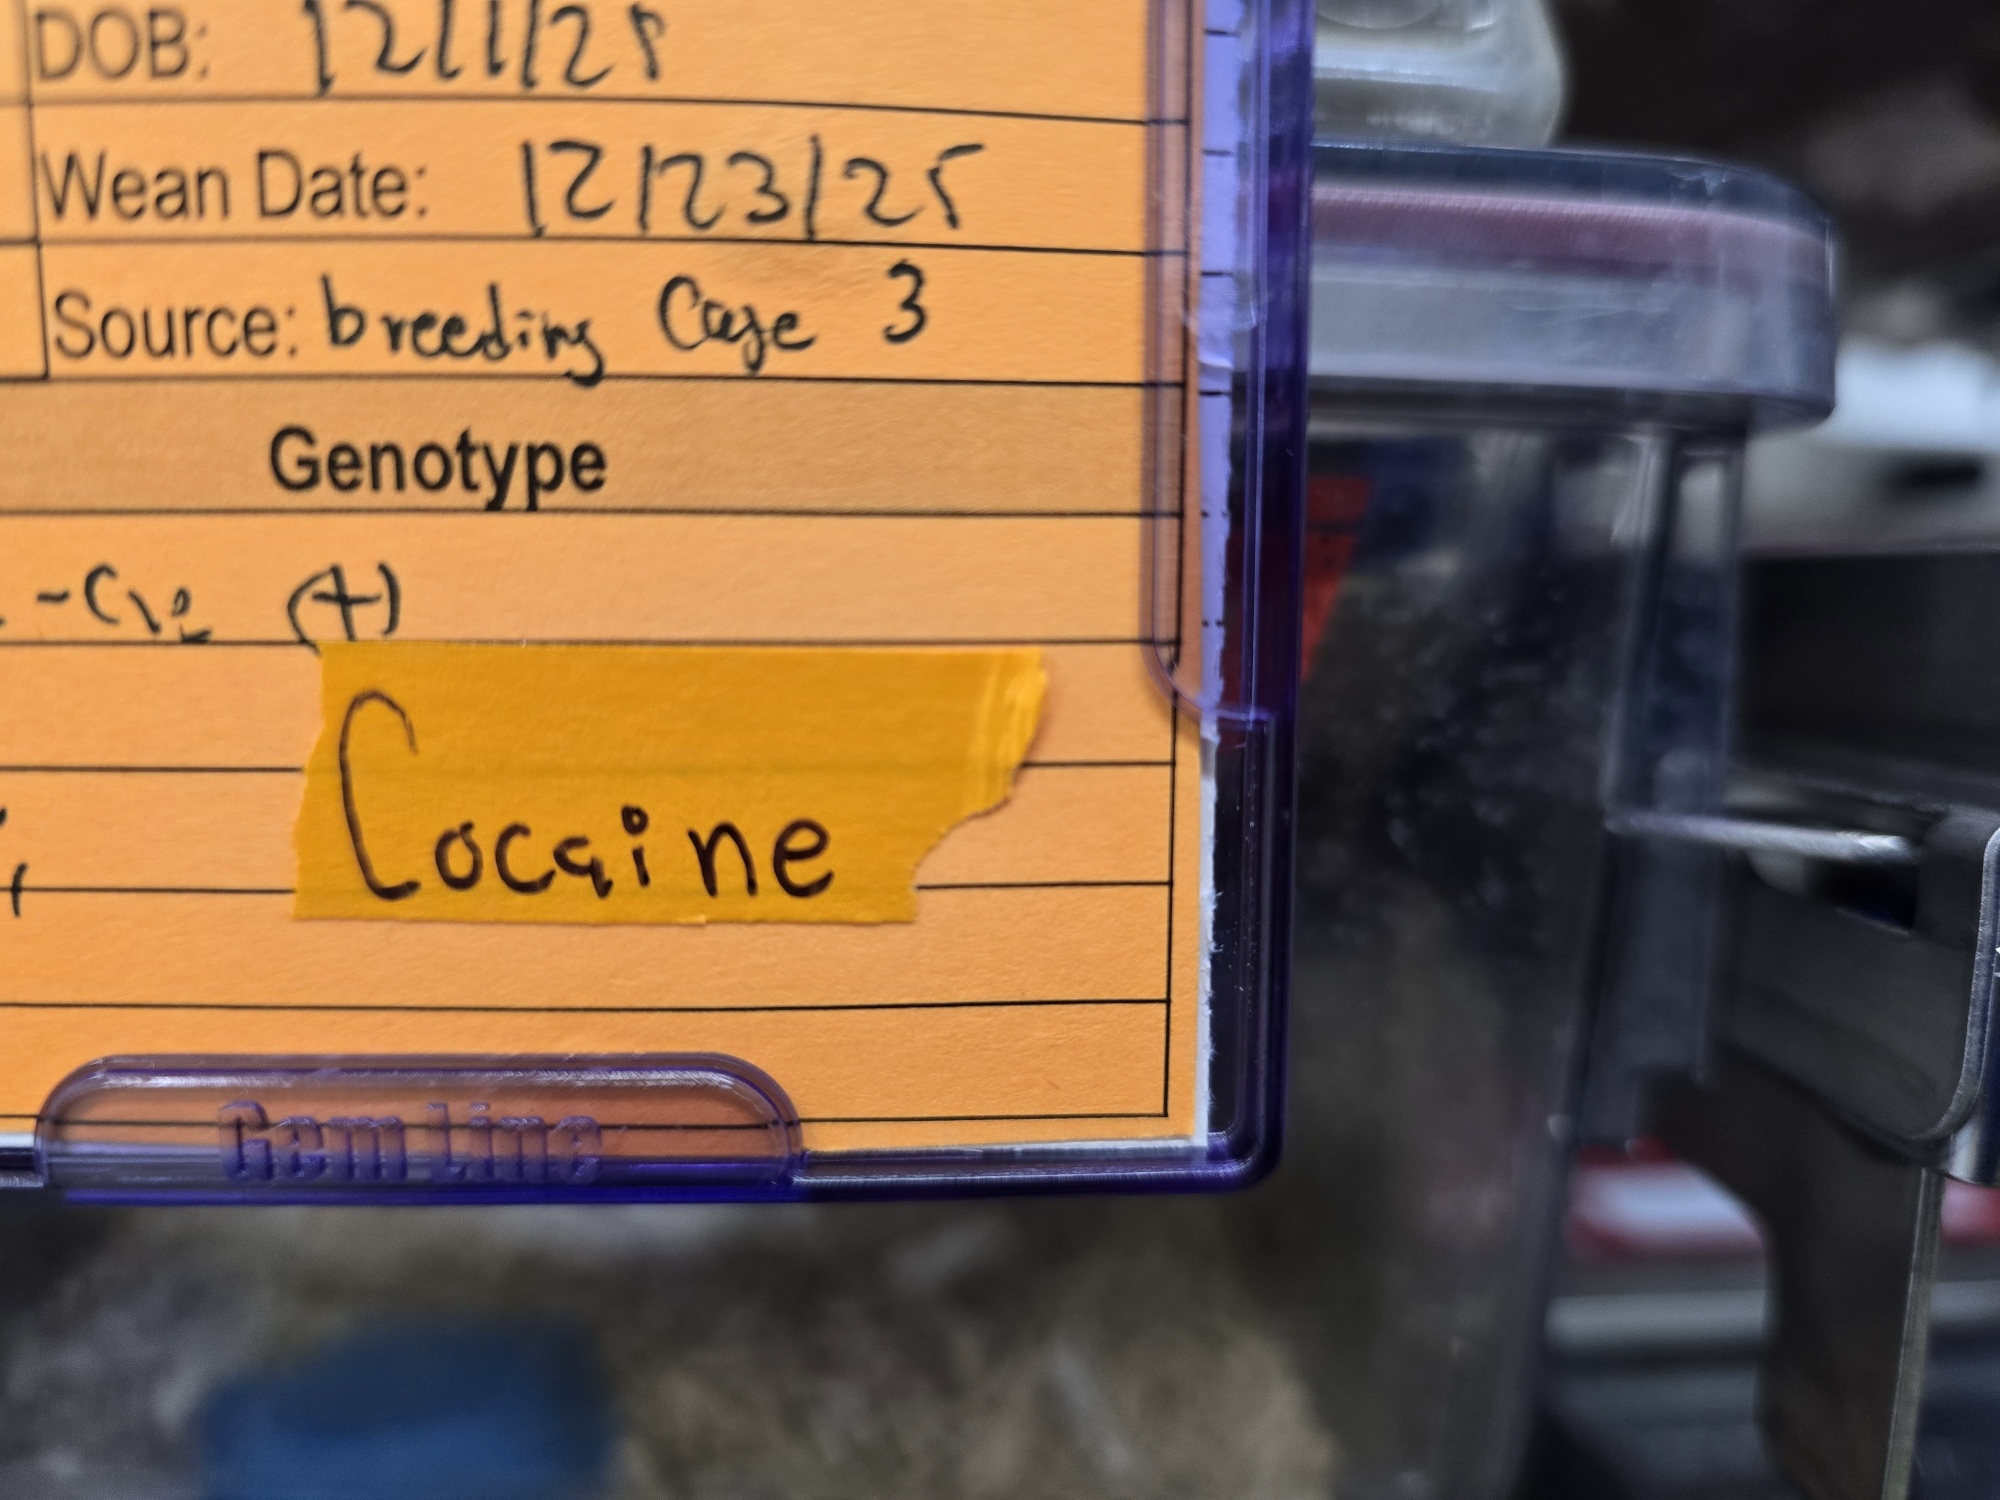 DOB: 12/1/25
Wean Date: 12/23/25
Source: breeding Cage 3
Genotype
-Cre (+)
Cocaine
Gem Line